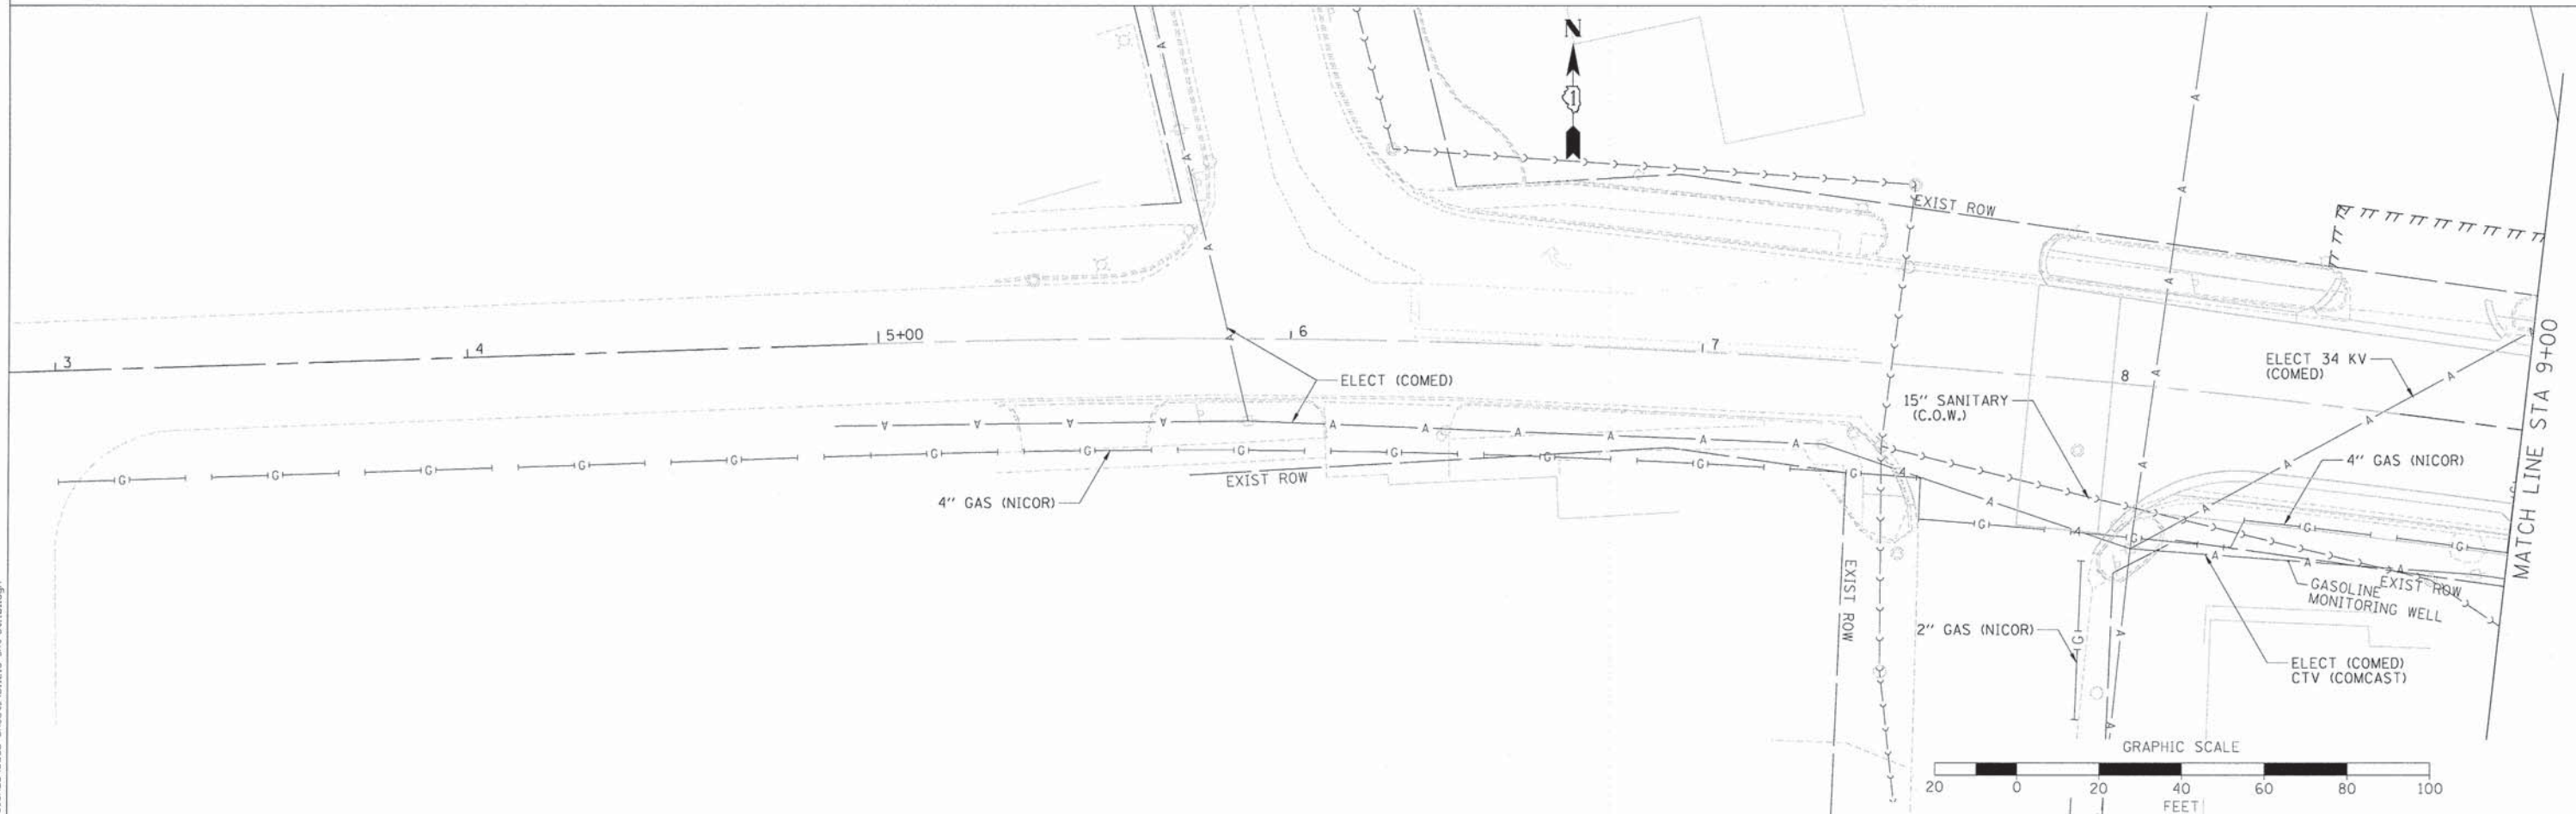 N
1
EXIST ROW
3
4
5+00
6
7
8
ELECT (COMED)
ELECT 34 KV
(COMED)
15" SANITARY
(C.O.W.)
4" GAS (NICOR)
EXIST ROW
4" GAS (NICOR)
EXIST ROW
GASOLINE
MONITORING WELL
EXIST ROW
2" GAS (NICOR)
ELECT (COMED)
CTV (COMCAST)
MATCH LINE STA 9+00
GRAPHIC SCALE
20 0 20 40 60 80 100
FEET